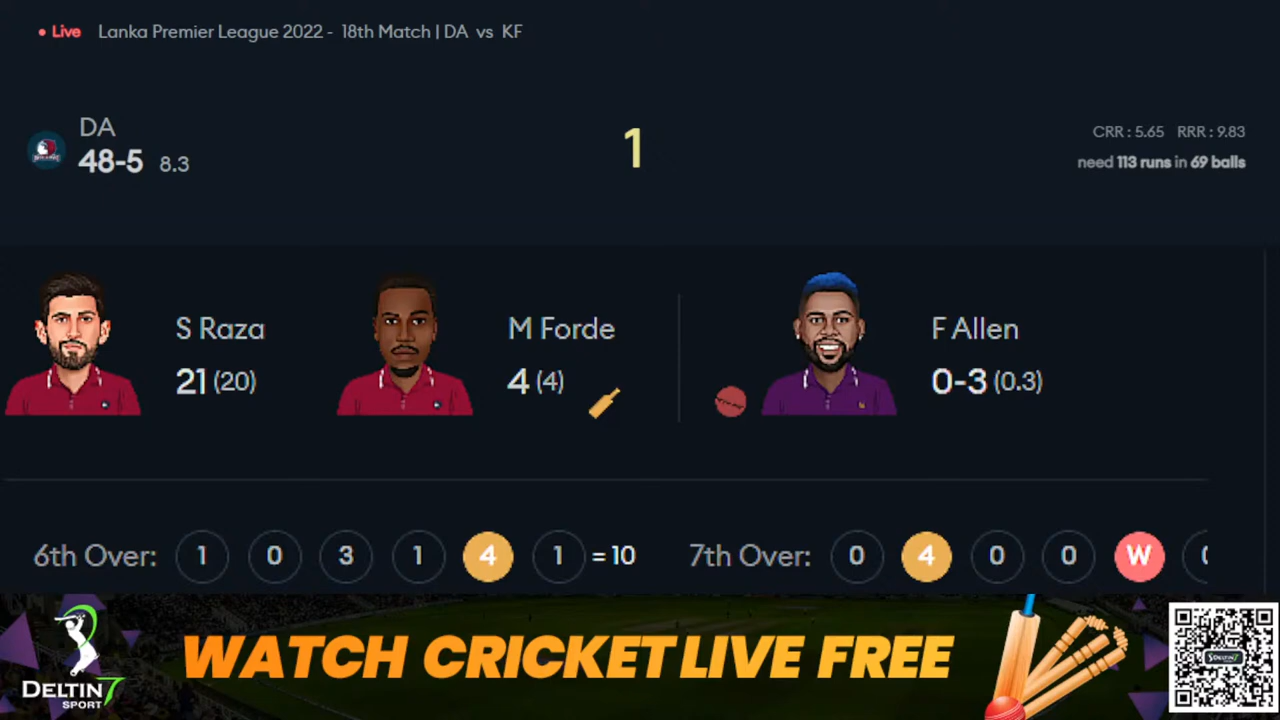 Live Lanka Premier League 2022 - 18th Match | DA vs KF
DA
48-5 8.3
1
CRR : 5.65 RRR : 9.83
need 113 runs in 69 balls
S Raza
21 (20)
M Forde
4 (4)
F Allen
0-3 (0.3)
6th Over: 1 0 3 1 4 1 = 10 7th Over: 0 4 0 0 W
WATCH CRICKET LIVE FREE
DELTIN7
SPORT
DELTIN7